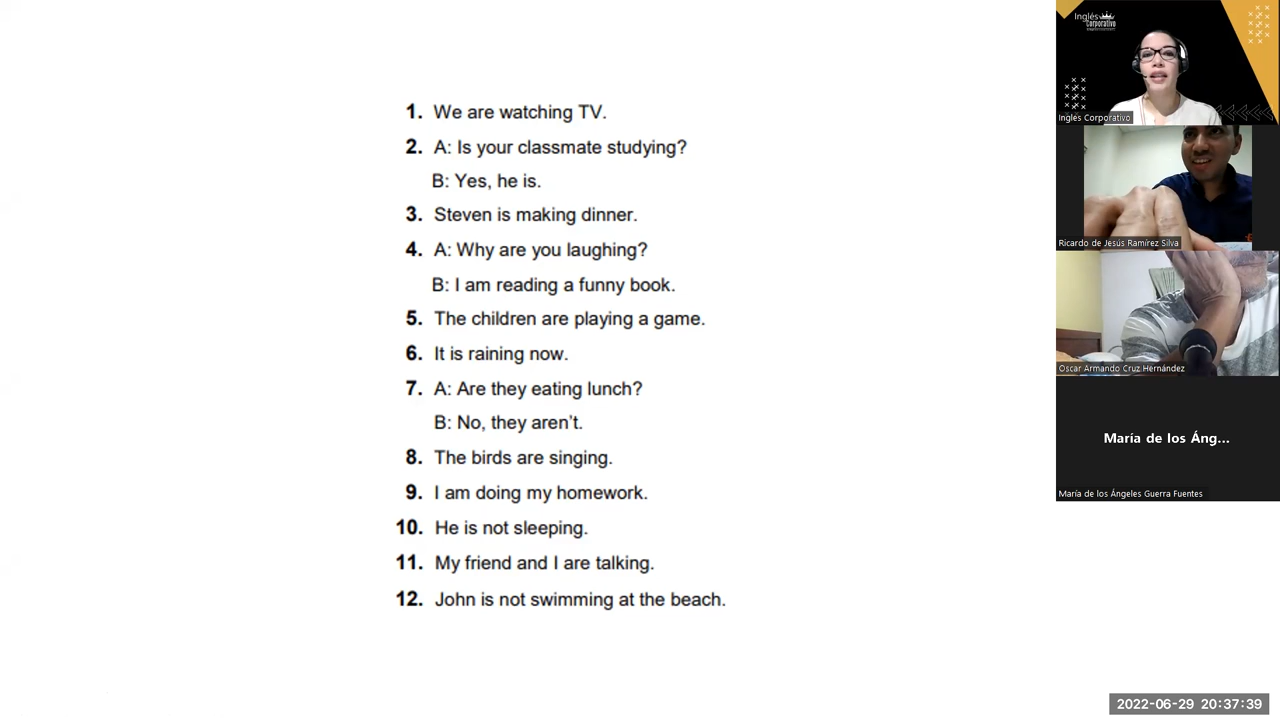 1. We are watching TV.
2. A: Is your classmate studying?
B: Yes, he is.
3. Steven is making dinner.
4. A: Why are you laughing?
B: I am reading a funny book.
5. The children are playing a game.
6. It is raining now.
7. A: Are they eating lunch?
B: No, they aren't.
8. The birds are singing.
9. I am doing my homework.
10. He is not sleeping.
11. My friend and I are talking.
12. John is not swimming at the beach.
Inglés
Corporativo
Inglés Corporativo
Ricardo de Jesús Ramírez Silva
Oscar Armando Cruz Hernández
María de los Áng...
María de los Ángeles Guerra Fuentes
2022-06-29 20:37:39